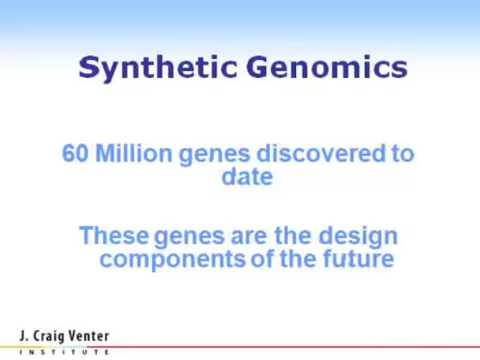 Synthetic Genomics
60 Million genes discovered to
date
These genes are the design
components of the future
J. Craig Venter
INSTITUTE